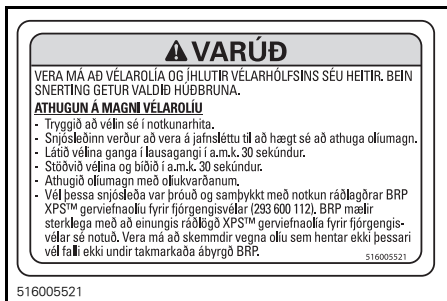 VARÚÐ
VERA MÁ AÐ VÉLAROLÍA OG ÍHLUTIR VÉLARHÓLFSINS SÉU HEITIR. BEIN
SNERTING GETUR VALDIÐ HÚÐBRUNA.
ATHUGUN Á MAGNI VÉLAROLÍU
- Tryggið að vélin sé í notkunarhita.
- Snjósleðinn verður að vera á jafnsléttu til að hægt sé að athuga olíumagn.
- Látið vélina ganga í lausagangi í a.m.k. 30 sekúndur.
- Stöðvið vélina og bíðið í a.m.k. 30 sekúndur.
- Athugið olíumagn með olíukvarðanum.
- Vél þessa snjósleða var þróuð og samþykkt með notkun ráðlagðrar BRP
XPS™ gerviefnaolíu fyrir fjórgengisvélar (293 600 112). BRP mælir
sterklega með að einungis ráðlögð XPS™ gerviefnaolía fyrir fjórgengis-
vélar sé notuð. Vera má að skemmdir vegna olíu sem hentar ekki þessari
vél falli ekki undir takmarkaða ábyrgð BRP.
516005521
516005521